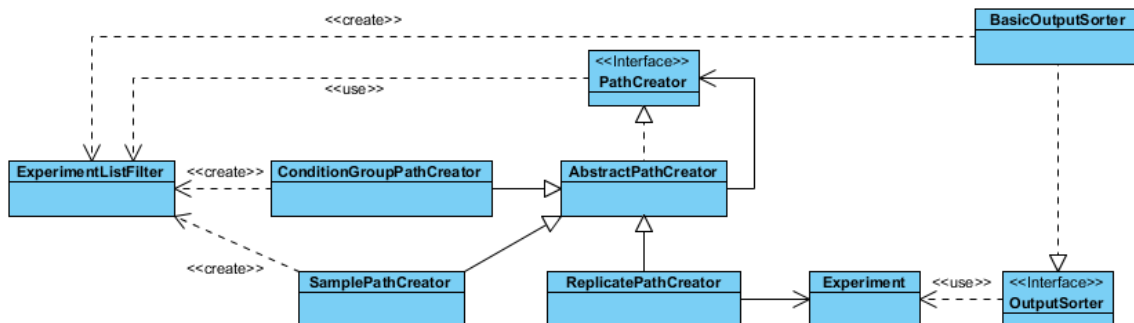 <<create>>
BasicOutputSorter
<<Interface>>
PathCreator
<<use>>
ExperimentListFilter
<<create>>
ConditionGroupPathCreator
AbstractPathCreator
<<create>>
SamplePathCreator
ReplicatePathCreator
Experiment
<<use>>
<<Interface>>
OutputSorter